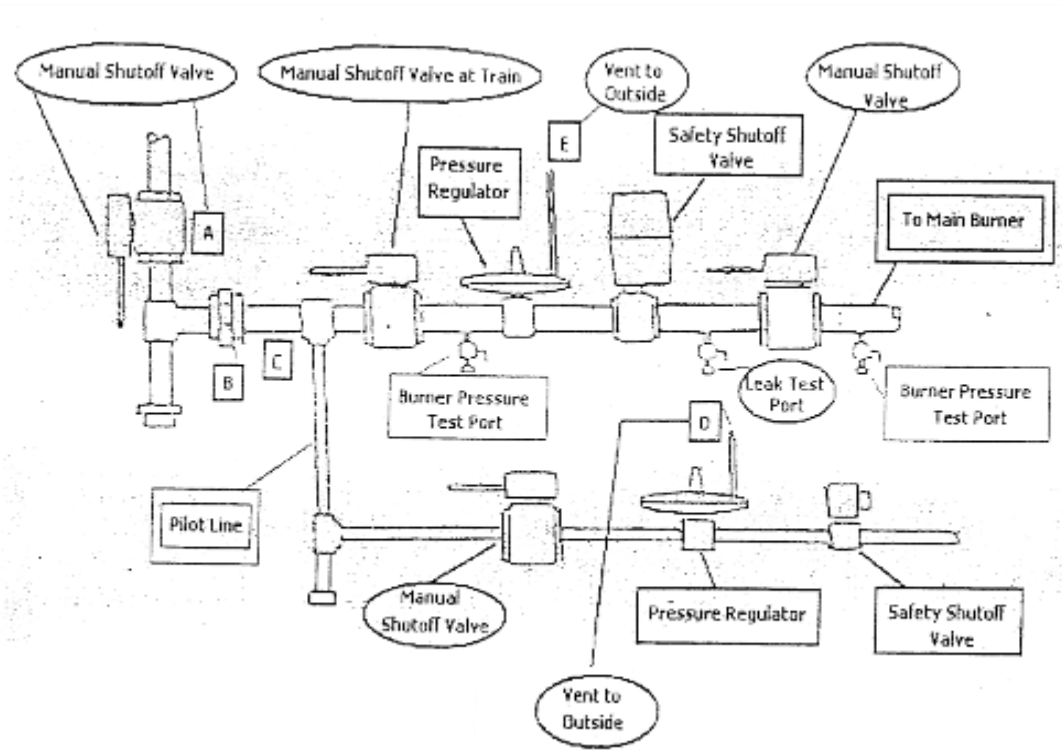 Manual Shutoff Valve
Manual Shutoff Valve at Train
Vent to
Outside
Manual Shutoff
Valve
E
Safety Shutoff
Valve
Pressure
Regulator
To Main Burner
A
C
B
Burner Pressure
Test Port
Leak Test
Port
Burner Pressure
Test Port
D
Pilot Line
Manual
Shutoff Valve
Pressure Regulator
Safety Shutoff
Valve
Vent to
Outside